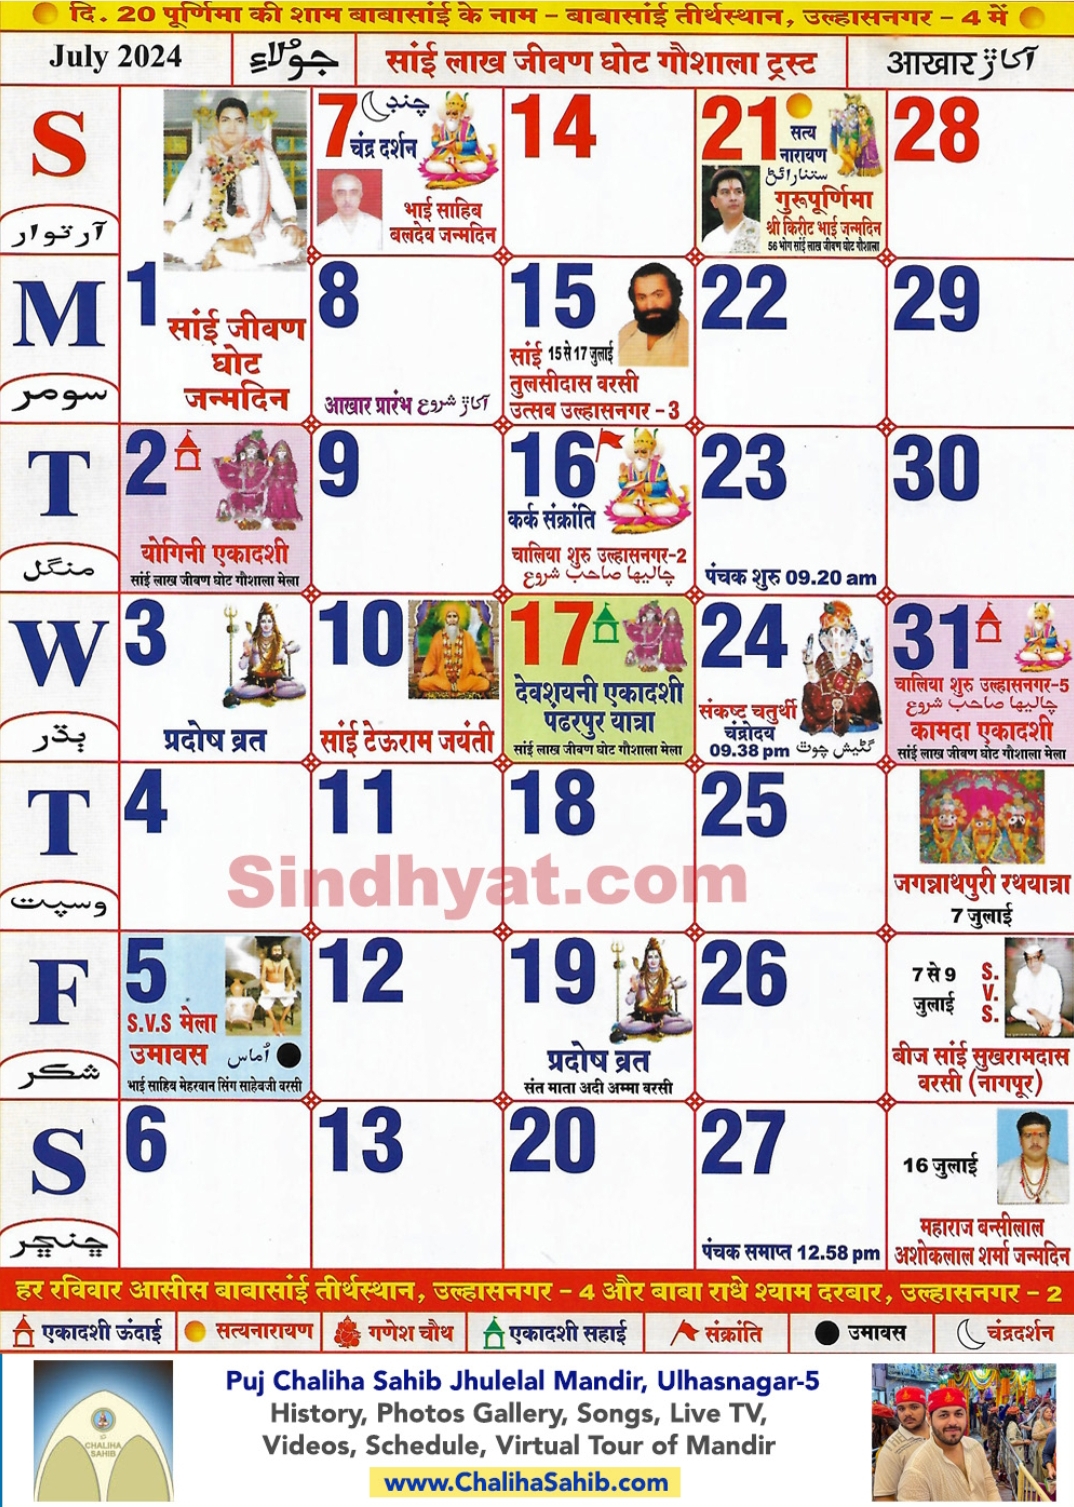 दि. 20 पूर्णिमा की शाम बाबासांई के नाम - बाबासांई तीर्थस्थान, उल्हासनगर - 4 में
July 2024
جولاءِ
सांई लाख जीवण घोट गौशाला ट्रस्ट
आखार آکاڙ
S
آرتوار
7
چنڊ
चंद्र दर्शन
भाई साहिब
बलदेव जन्मदिन
14
21
सत्य
नारायण
ستنارائڻ
गुरूपूर्णिमा
श्री किरीट भाई जन्मदिन
56 भोग सांई लाख जीवण घोट गौशाला
28
M
سومر
1
सांई जीवण
घोट
जन्मदिन
8
आखार प्रारंभ آکاڙ شروع
15
सांई 15 से 17 जुलाई
तुलसीदास वरसी
उत्सव उल्हासनगर - 3
22
29
T
منگل
2
योगिनी एकादशी
सांई लाख जीवण घोट गौशाला मेला
9
16
कर्क संक्रांति
चालिया शुरु उल्हासनगर-2
چاليها صاحب شروع
23
पंचक शुरु 09.20 am
30
W
ٻڌر
3
प्रदोष व्रत
10
सांई टेऊराम जयंती
17
देवशयनी एकादशी
पंढरपुर यात्रा
सांई लाख जीवण घोट गौशाला मेला
24
संकष्ट चतुर्थी
चंद्रोदय
09.38 pm گڻيش چوٿ
31
चालिया शुरु उल्हासनगर-5
چاليها صاحب شروع
कामदा एकादशी
सांई लाख जीवण घोट गौशाला मेला
T
وسپت
4
11
18
25
जगन्नाथपुरी रथयात्रा
7 जुलाई
Sindhyat.com
F
شڪر
5
S.V.S मेला
उमावस اُماس
भाई साहिब मेहरवान सिंग साहेबजी वरसी
12
19
प्रदोष व्रत
संत माता अदी अम्मा वरसी
26
7 से 9
जुलाई
S.
V.
S.
बीज सांई सुखरामदास
वरसी (नागपूर)
S
ڇنڇر
6
13
20
27
पंचक समाप्त 12.58 pm
16 जुलाई
महाराज बन्सीलाल
अशोकलाल शर्मा जन्मदिन
हर रविवार आसीस बाबासांई तीर्थस्थान, उल्हासनगर - 4 और बाबा राधे श्याम दरबार, उल्हासनगर - 2
एकादशी ऊंदाई
सत्यनारायण
गणेश चौथ
एकादशी सहाई
संक्रांति
उमावस
चंद्रदर्शन
CHALIHA
SAHIB
Puj Chaliha Sahib Jhulelal Mandir, Ulhasnagar-5
History, Photos Gallery, Songs, Live TV,
Videos, Schedule, Virtual Tour of Mandir
www.ChalihaSahib.com